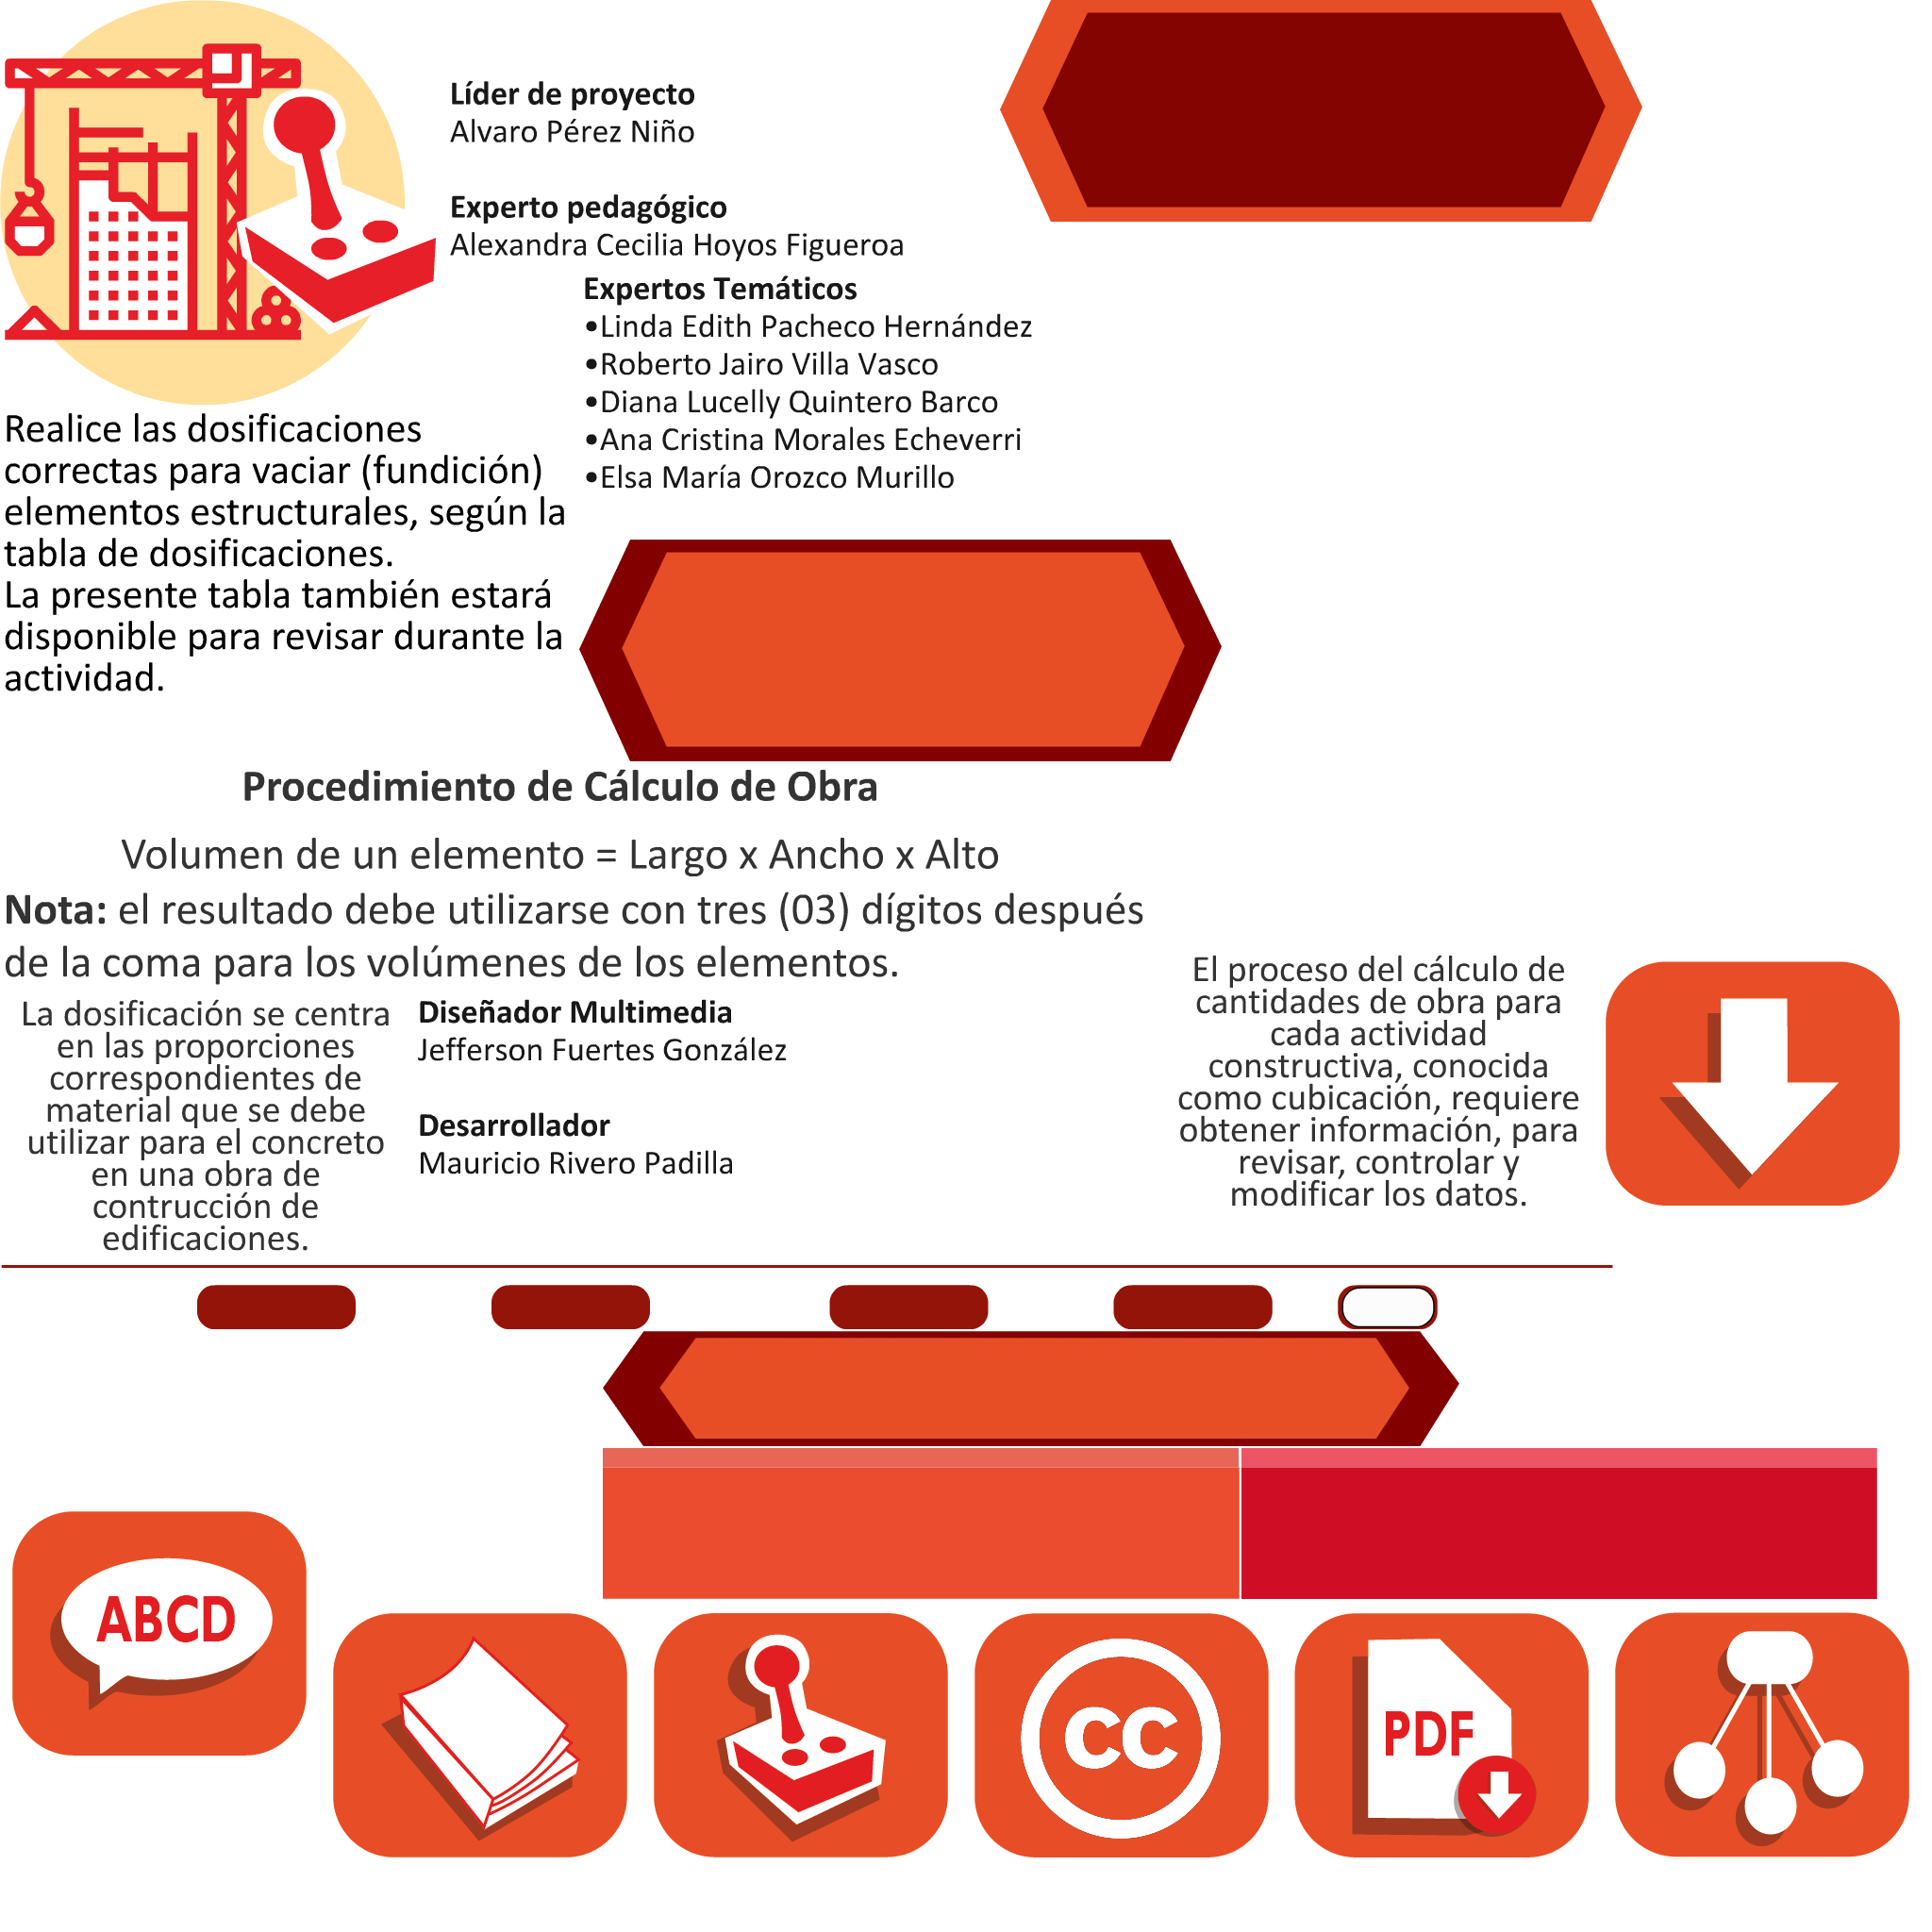 Líder de proyecto
Alvaro Pérez Niño
Experto pedagógico
Alexandra Cecilia Hoyos Figueroa
Expertos Temáticos
•Linda Edith Pacheco Hernández
•Roberto Jairo Villa Vasco
•Diana Lucelly Quintero Barco
•Ana Cristina Morales Echeverri
•Elsa María Orozco Murillo
Realice las dosificaciones
correctas para vaciar (fundición)
elementos estructurales, según la
tabla de dosificaciones.
La presente tabla también estará
disponible para revisar durante la
actividad.
Procedimiento de Cálculo de Obra
Volumen de un elemento = Largo x Ancho x Alto
Nota: el resultado debe utilizarse con tres (03) dígitos después
de la coma para los volúmenes de los elementos.
La dosificación se centra
en las proporciones
correspondientes de
material que se debe
utilizar para el concreto
en una obra de
contrucción de
edificaciones.
Diseñador Multimedia
Jefferson Fuertes González
Desarrollador
Mauricio Rivero Padilla
El proceso del cálculo de
cantidades de obra para
cada actividad
constructiva, conocida
como cubicación, requiere
obtener información, para
revisar, controlar y
modificar los datos.
ABCD
CC
PDF